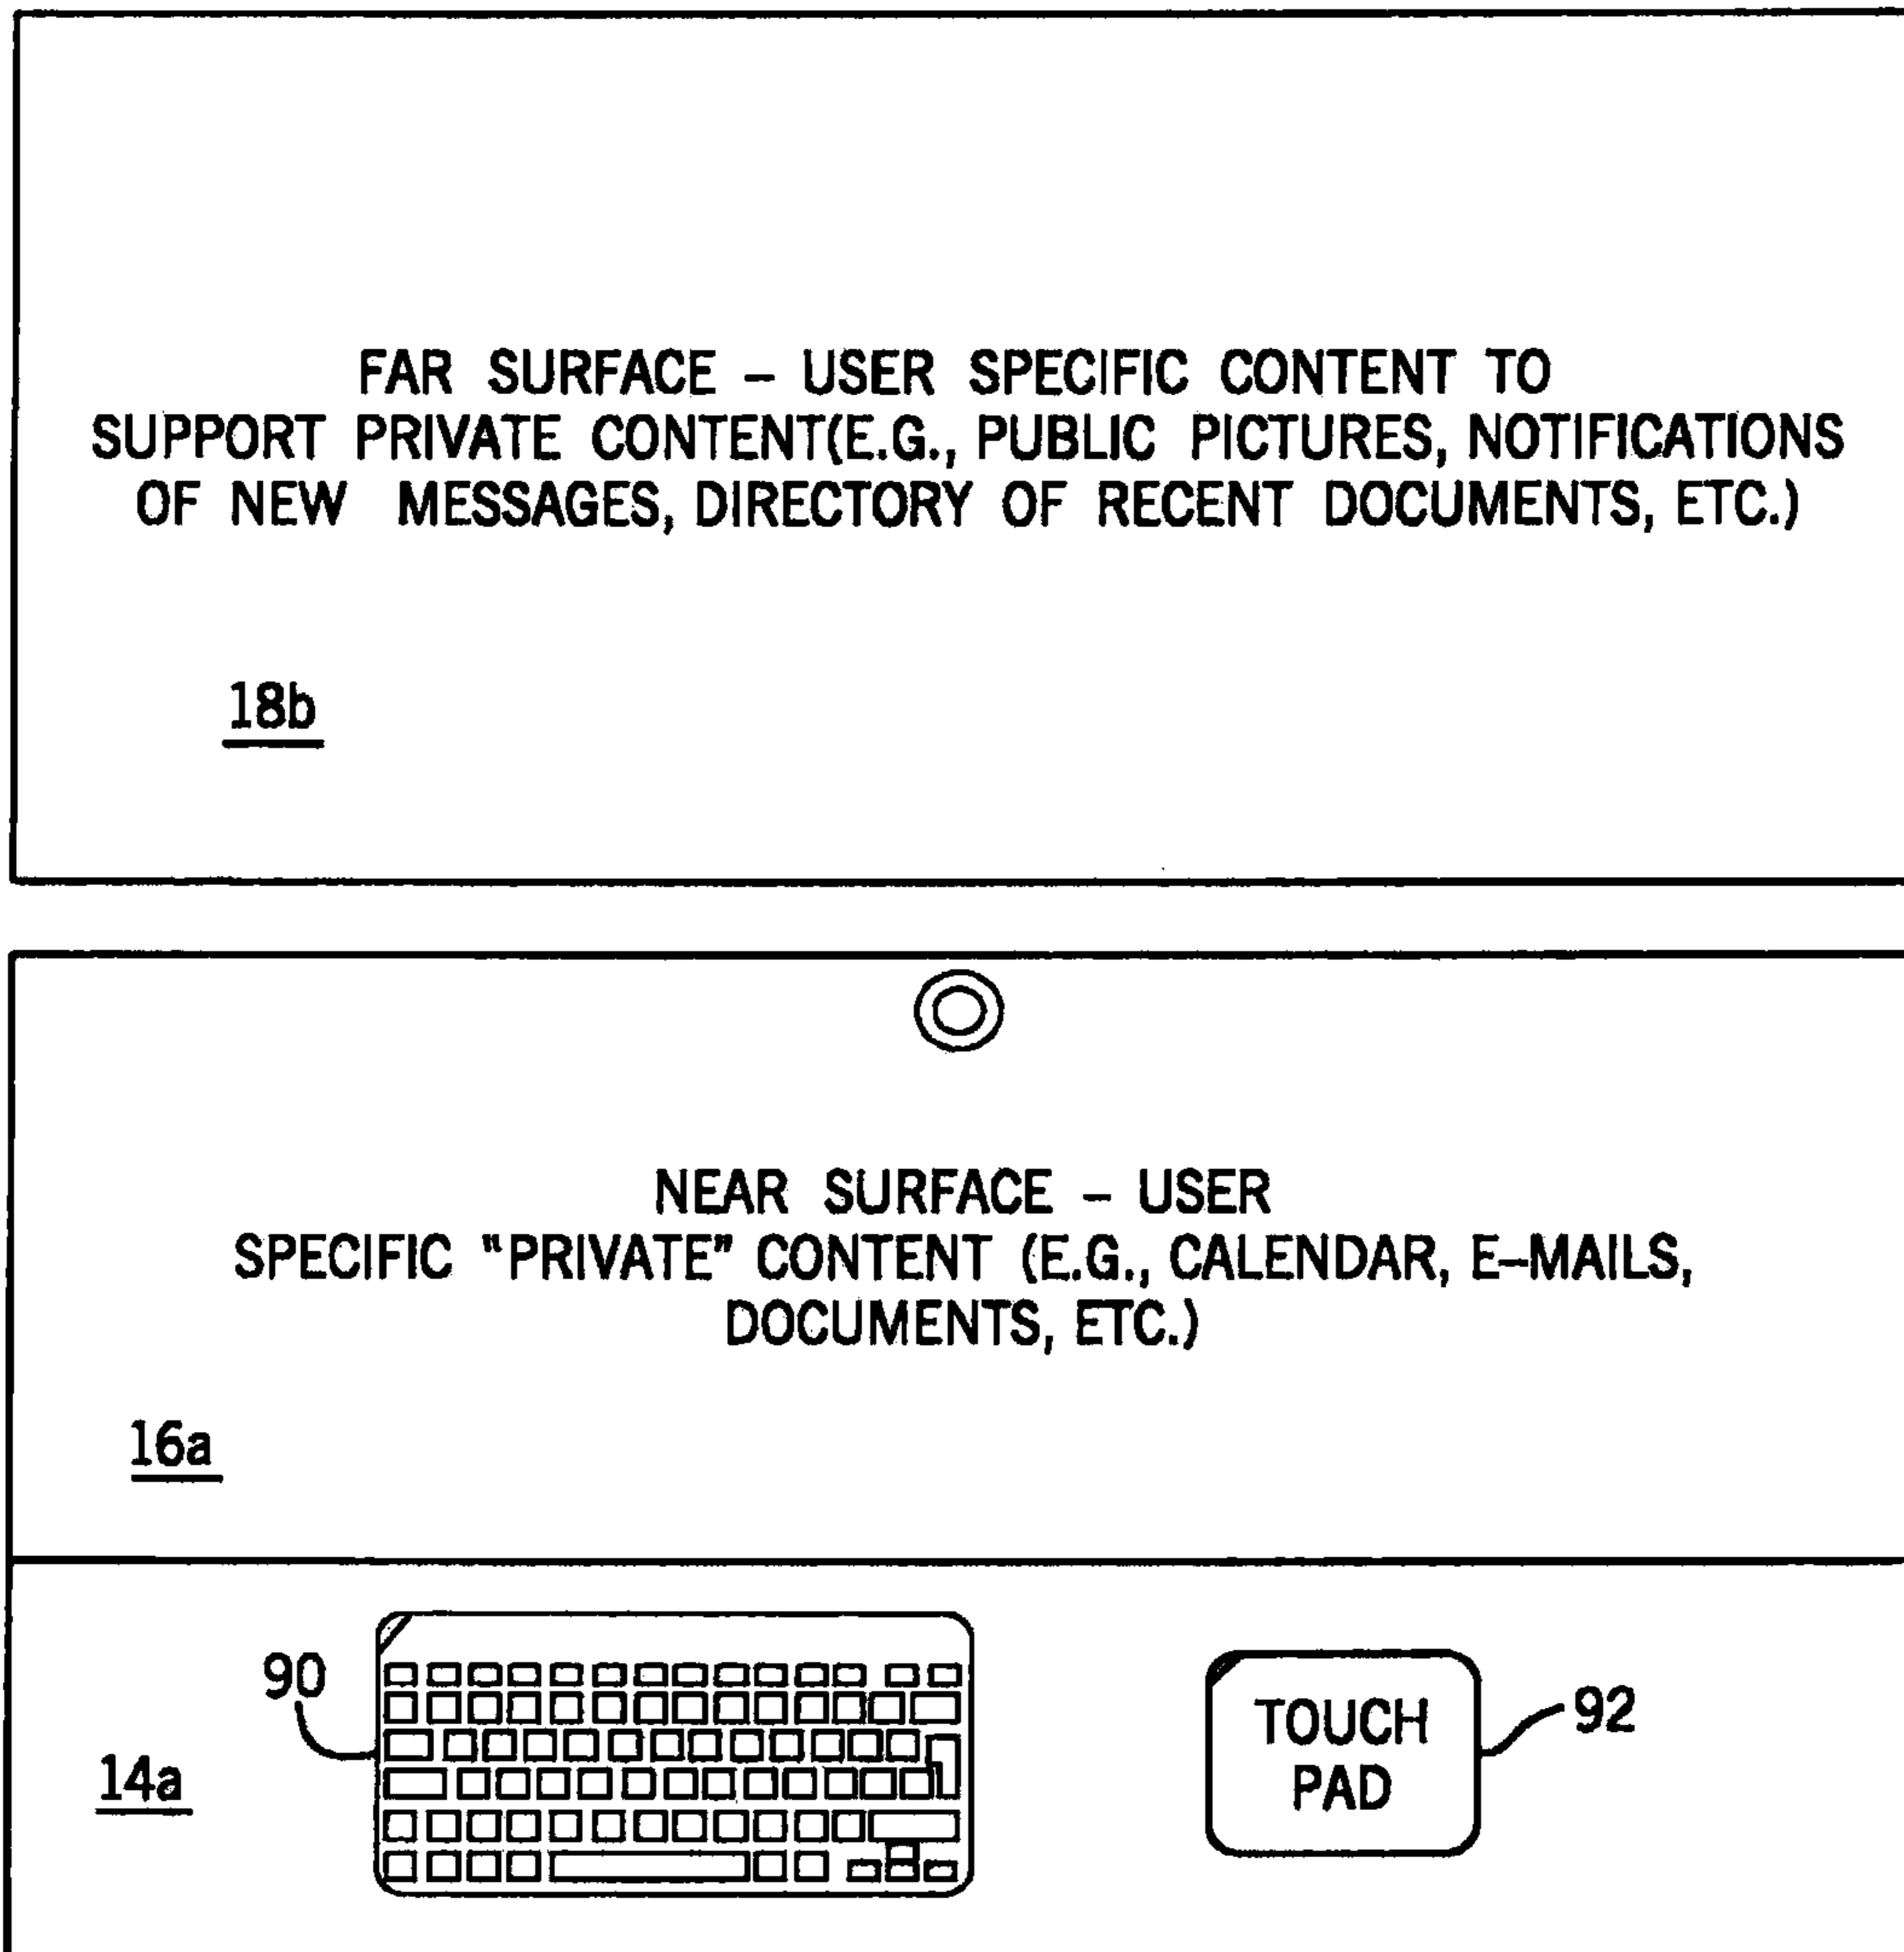 FAR SURFACE – USER SPECIFIC CONTENT TO
SUPPORT PRIVATE CONTENT(E.G., PUBLIC PICTURES, NOTIFICATIONS
OF NEW MESSAGES, DIRECTORY OF RECENT DOCUMENTS, ETC.)
18b
NEAR SURFACE – USER
SPECIFIC "PRIVATE" CONTENT (E.G., CALENDAR, E–MAILS,
DOCUMENTS, ETC.)
16a
90
14a
TOUCH
PAD
92